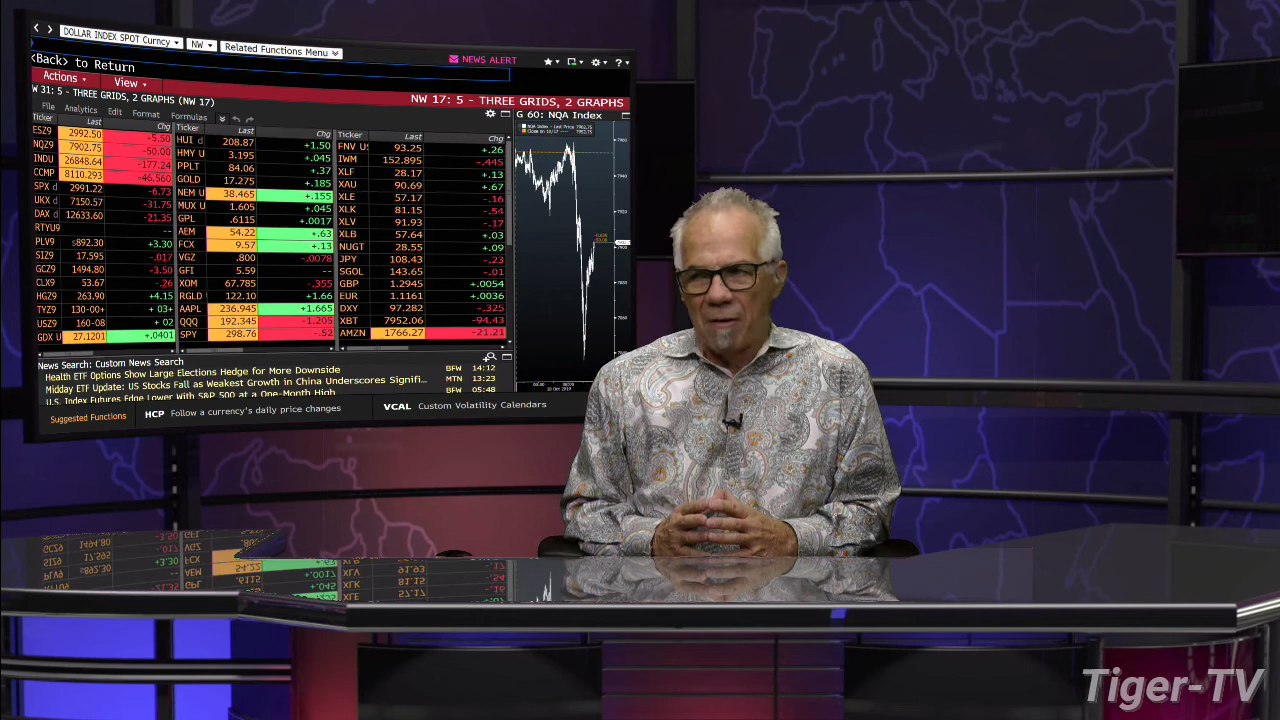 DOLLAR INDEX SPOT Curncy NW Related Functions Menu
NEWS ALERT
<Back> to Return
Actions View
W 31: 5 - THREE GRIDS, 2 GRAPHS (NW 17) NW 17: 5 - THREE GRIDS, 2 GRAPHS
File Analytics Edit Format Formulas
G 60: NQA Index
Ticker Last Chg
ESZ9 2992.50 -5.50
NQZ9 7902.75 -50.00
INDU 26848.64 -177.24
CCMP 8110.293 -46.560
SPX d 2991.22 -6.73
UKX d 7150.57 -31.75
DAX d 12633.60 -21.35
RTYU9 --
PLV9 s892.30 +3.30
SIZ9 17.595 -.017
GCZ9 1494.80 -3.50
CLX9 53.67 -.26
HGZ9 263.90 +4.15
TYZ9 130-00+ + 03+
USZ9 160-08 + 02
GDX U 27.1201 +.0401
Ticker Last Chg
HUI d 208.87 +1.50
HMY U 3.195 +.045
PPLT 84.06 +.37
GOLD 17.275 +.185
NEM U 38.465 +.155
MUX U 1.605 +.045
GPL .6115 +.0017
AEM 54.22 +.63
FCX 9.57 +.13
VGZ .800 -.0078
GFI 5.59 --
XOM 67.785 -.355
RGLD 122.10 +1.66
AAPL 236.945 +1.665
QQQ 192.345 -1.205
SPY 298.76 -.52
Ticker Last Chg
FNV US 93.25 +.26
IWM 152.895 -.445
XLF 28.17 +.13
XAU 90.69 +.67
XLE 57.17 -.16
XLK 81.15 -.54
XLV 91.93 -.17
XLB 57.64 +.03
NUGT 28.55 +.09
JPY 108.43 -.23
SGOL 143.65 -.01
GBP 1.2945 +.0054
EUR 1.1161 +.0036
DXY 97.282 -.325
XBT 7952.06 -94.43
AMZN 1766.27 -21.21
News Search: Custom News Search
Health ETF Options Show Large Elections Hedge for More Downside BFW 14:12
Midday ETF Update: US Stocks Fall as Weakest Growth in China Underscores Signifi... MTN 13:23
U.S. Index Futures Edge Lower With S&P 500 at a One-Month High BFW 05:48
Suggested Functions HCP Follow a currency's daily price changes VCAL Custom Volatility Calendars
Tiger-TV